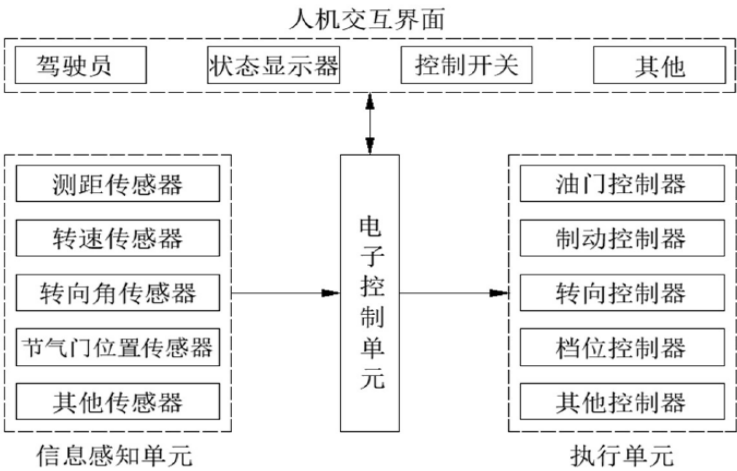 人机交互界面
驾驶员 状态显示器 控制开关 其他
测距传感器
转速传感器
转向角传感器
节气门位置传感器
其他传感器
信息感知单元
电子控制单元
油门控制器
制动控制器
转向控制器
档位控制器
其他控制器
执行单元